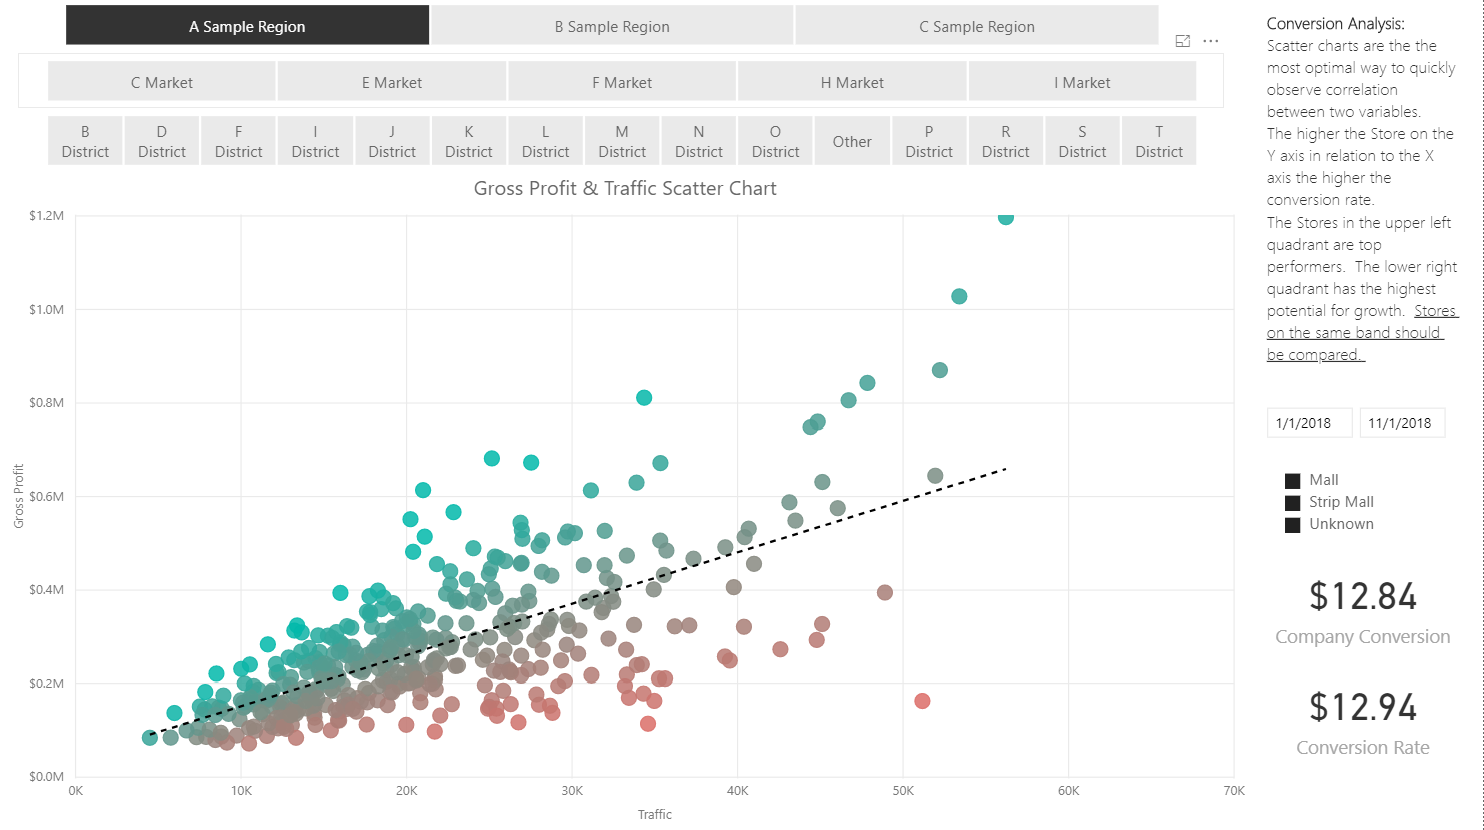 A Sample Region
B Sample Region
C Sample Region
C Market
E Market
F Market
H Market
I Market
B
District
D
District
F
District
I
District
J
District
K
District
L
District
M
District
N
District
O
District
Other
P
District
R
District
S
District
T
District
Gross Profit & Traffic Scatter Chart
$1.2M
$1.0M
$0.8M
$0.6M
$0.4M
$0.2M
$0.0M
Gross Profit
0K
10K
20K
30K
40K
50K
60K
70K
Traffic
Conversion Analysis:
Scatter charts are the the
most optimal way to quickly
observe correlation
between two variables.
The higher the Store on the
Y axis in relation to the X
axis the higher the
conversion rate.
The Stores in the upper left
quadrant are top
performers. The lower right
quadrant has the highest
potential for growth. Stores
on the same band should
be compared.
1/1/2018
11/1/2018
Mall
Strip Mall
Unknown
$12.84
Company Conversion
$12.94
Conversion Rate